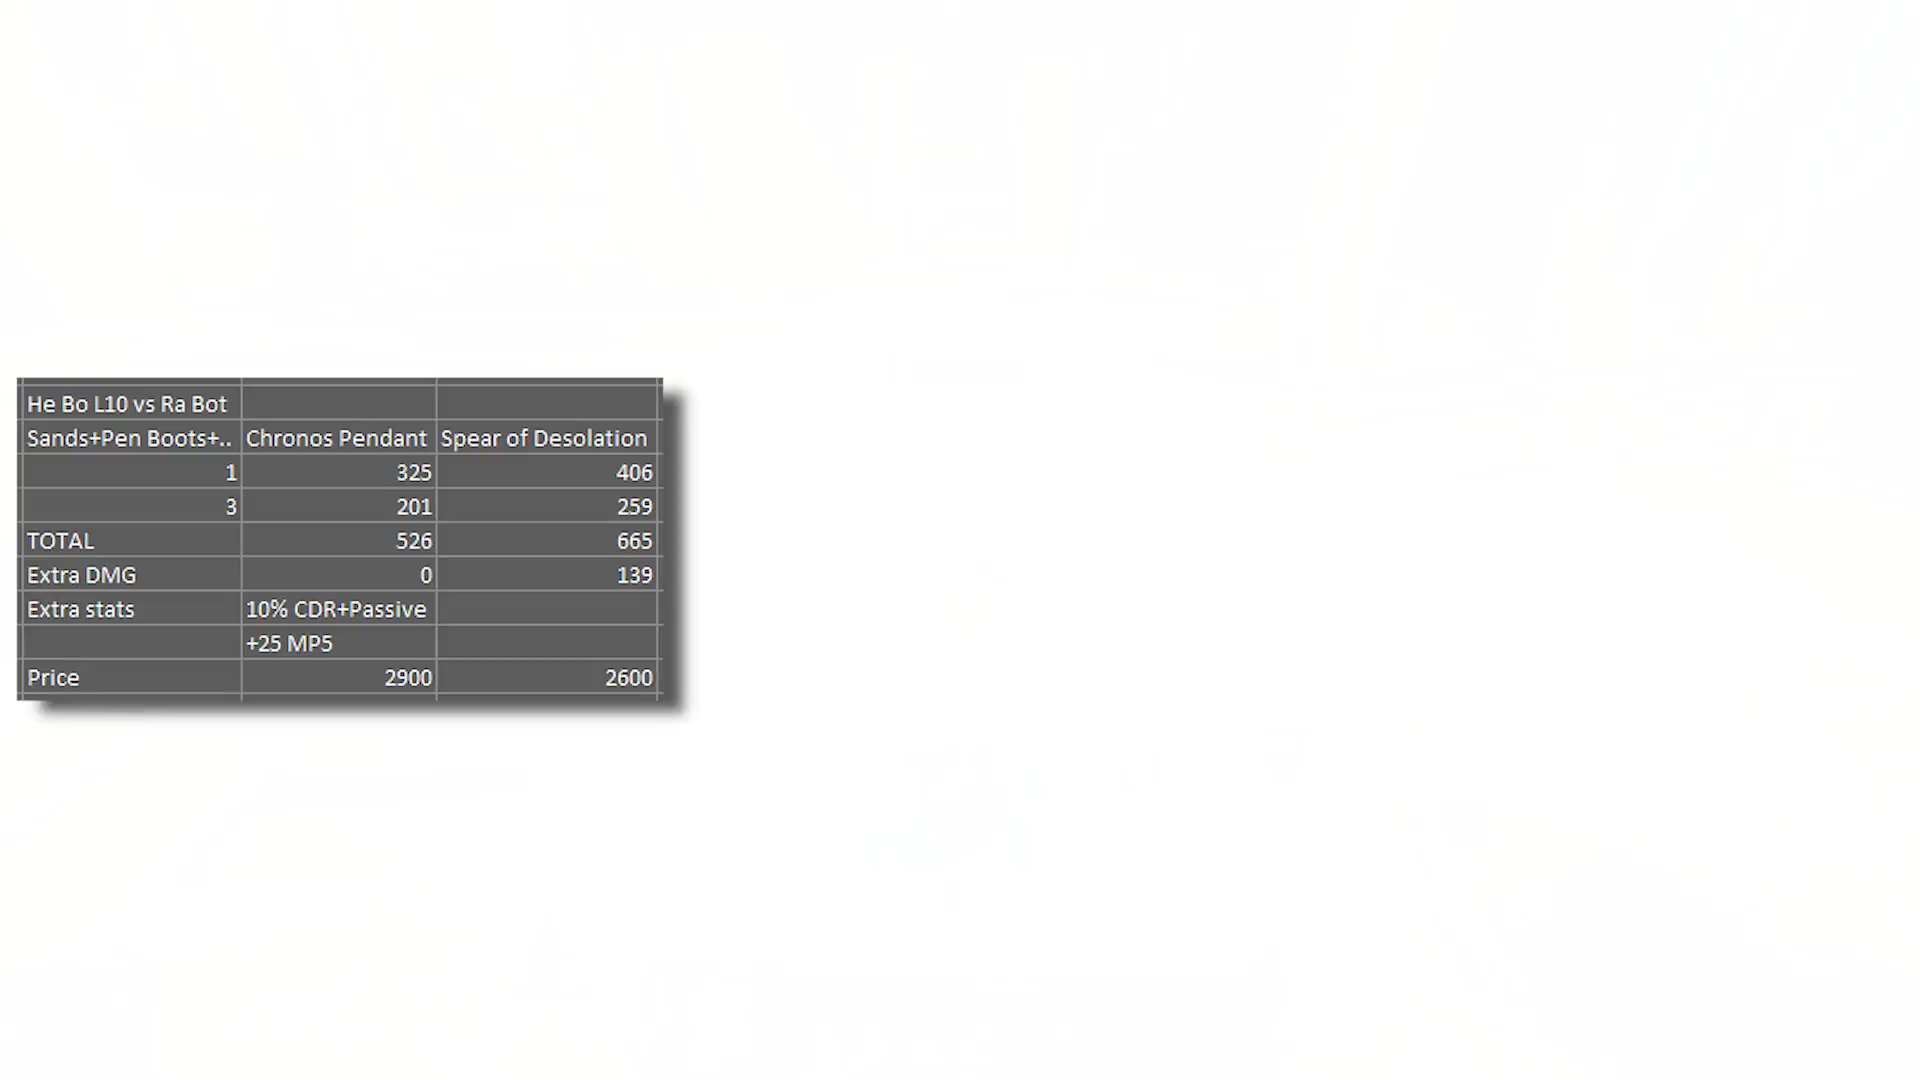 He Bo L10 vs Ra Bot
Sands+Pen Boots+.. Chronos Pendant Spear of Desolation
1 325 406
3 201 259
TOTAL 526 665
Extra DMG 0 139
Extra stats 10% CDR+Passive
+25 MP5
Price 2900 2600